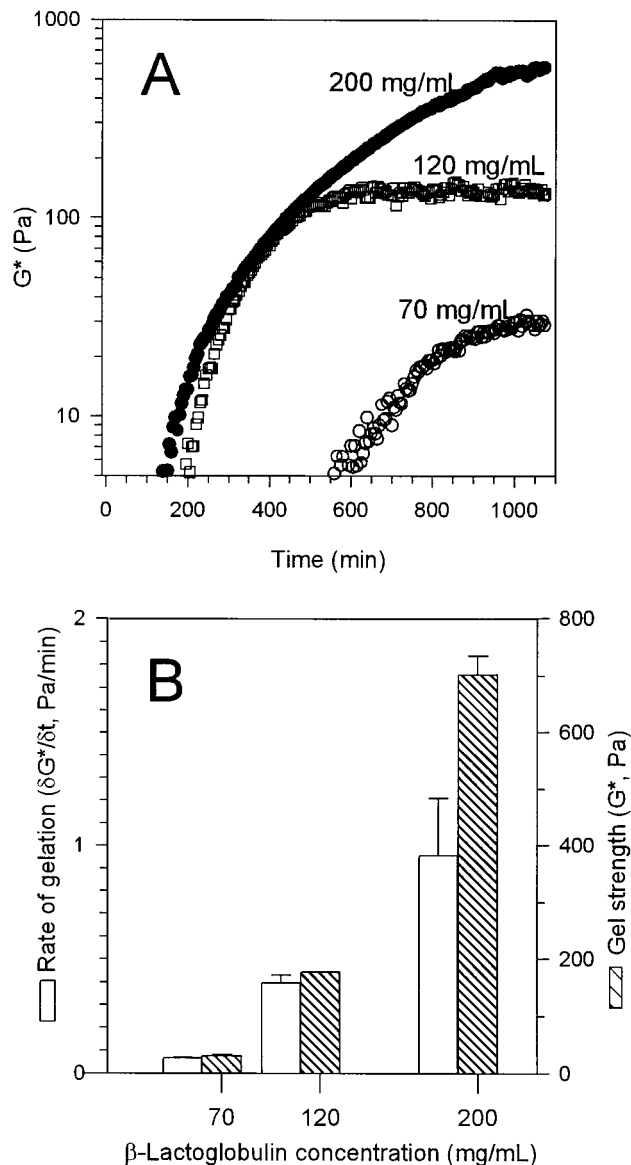 A
1000
100
10
G* (Pa)
200 mg/mL
120 mg/mL
70 mg/mL
0 200 400 600 800 1000
Time (min)
B
2
1
0
Rate of gelation (δG*/δt, Pa/min)
800
600
400
200
0
Gel strength (G*, Pa)
70 120 200
β-Lactoglobulin concentration (mg/mL)